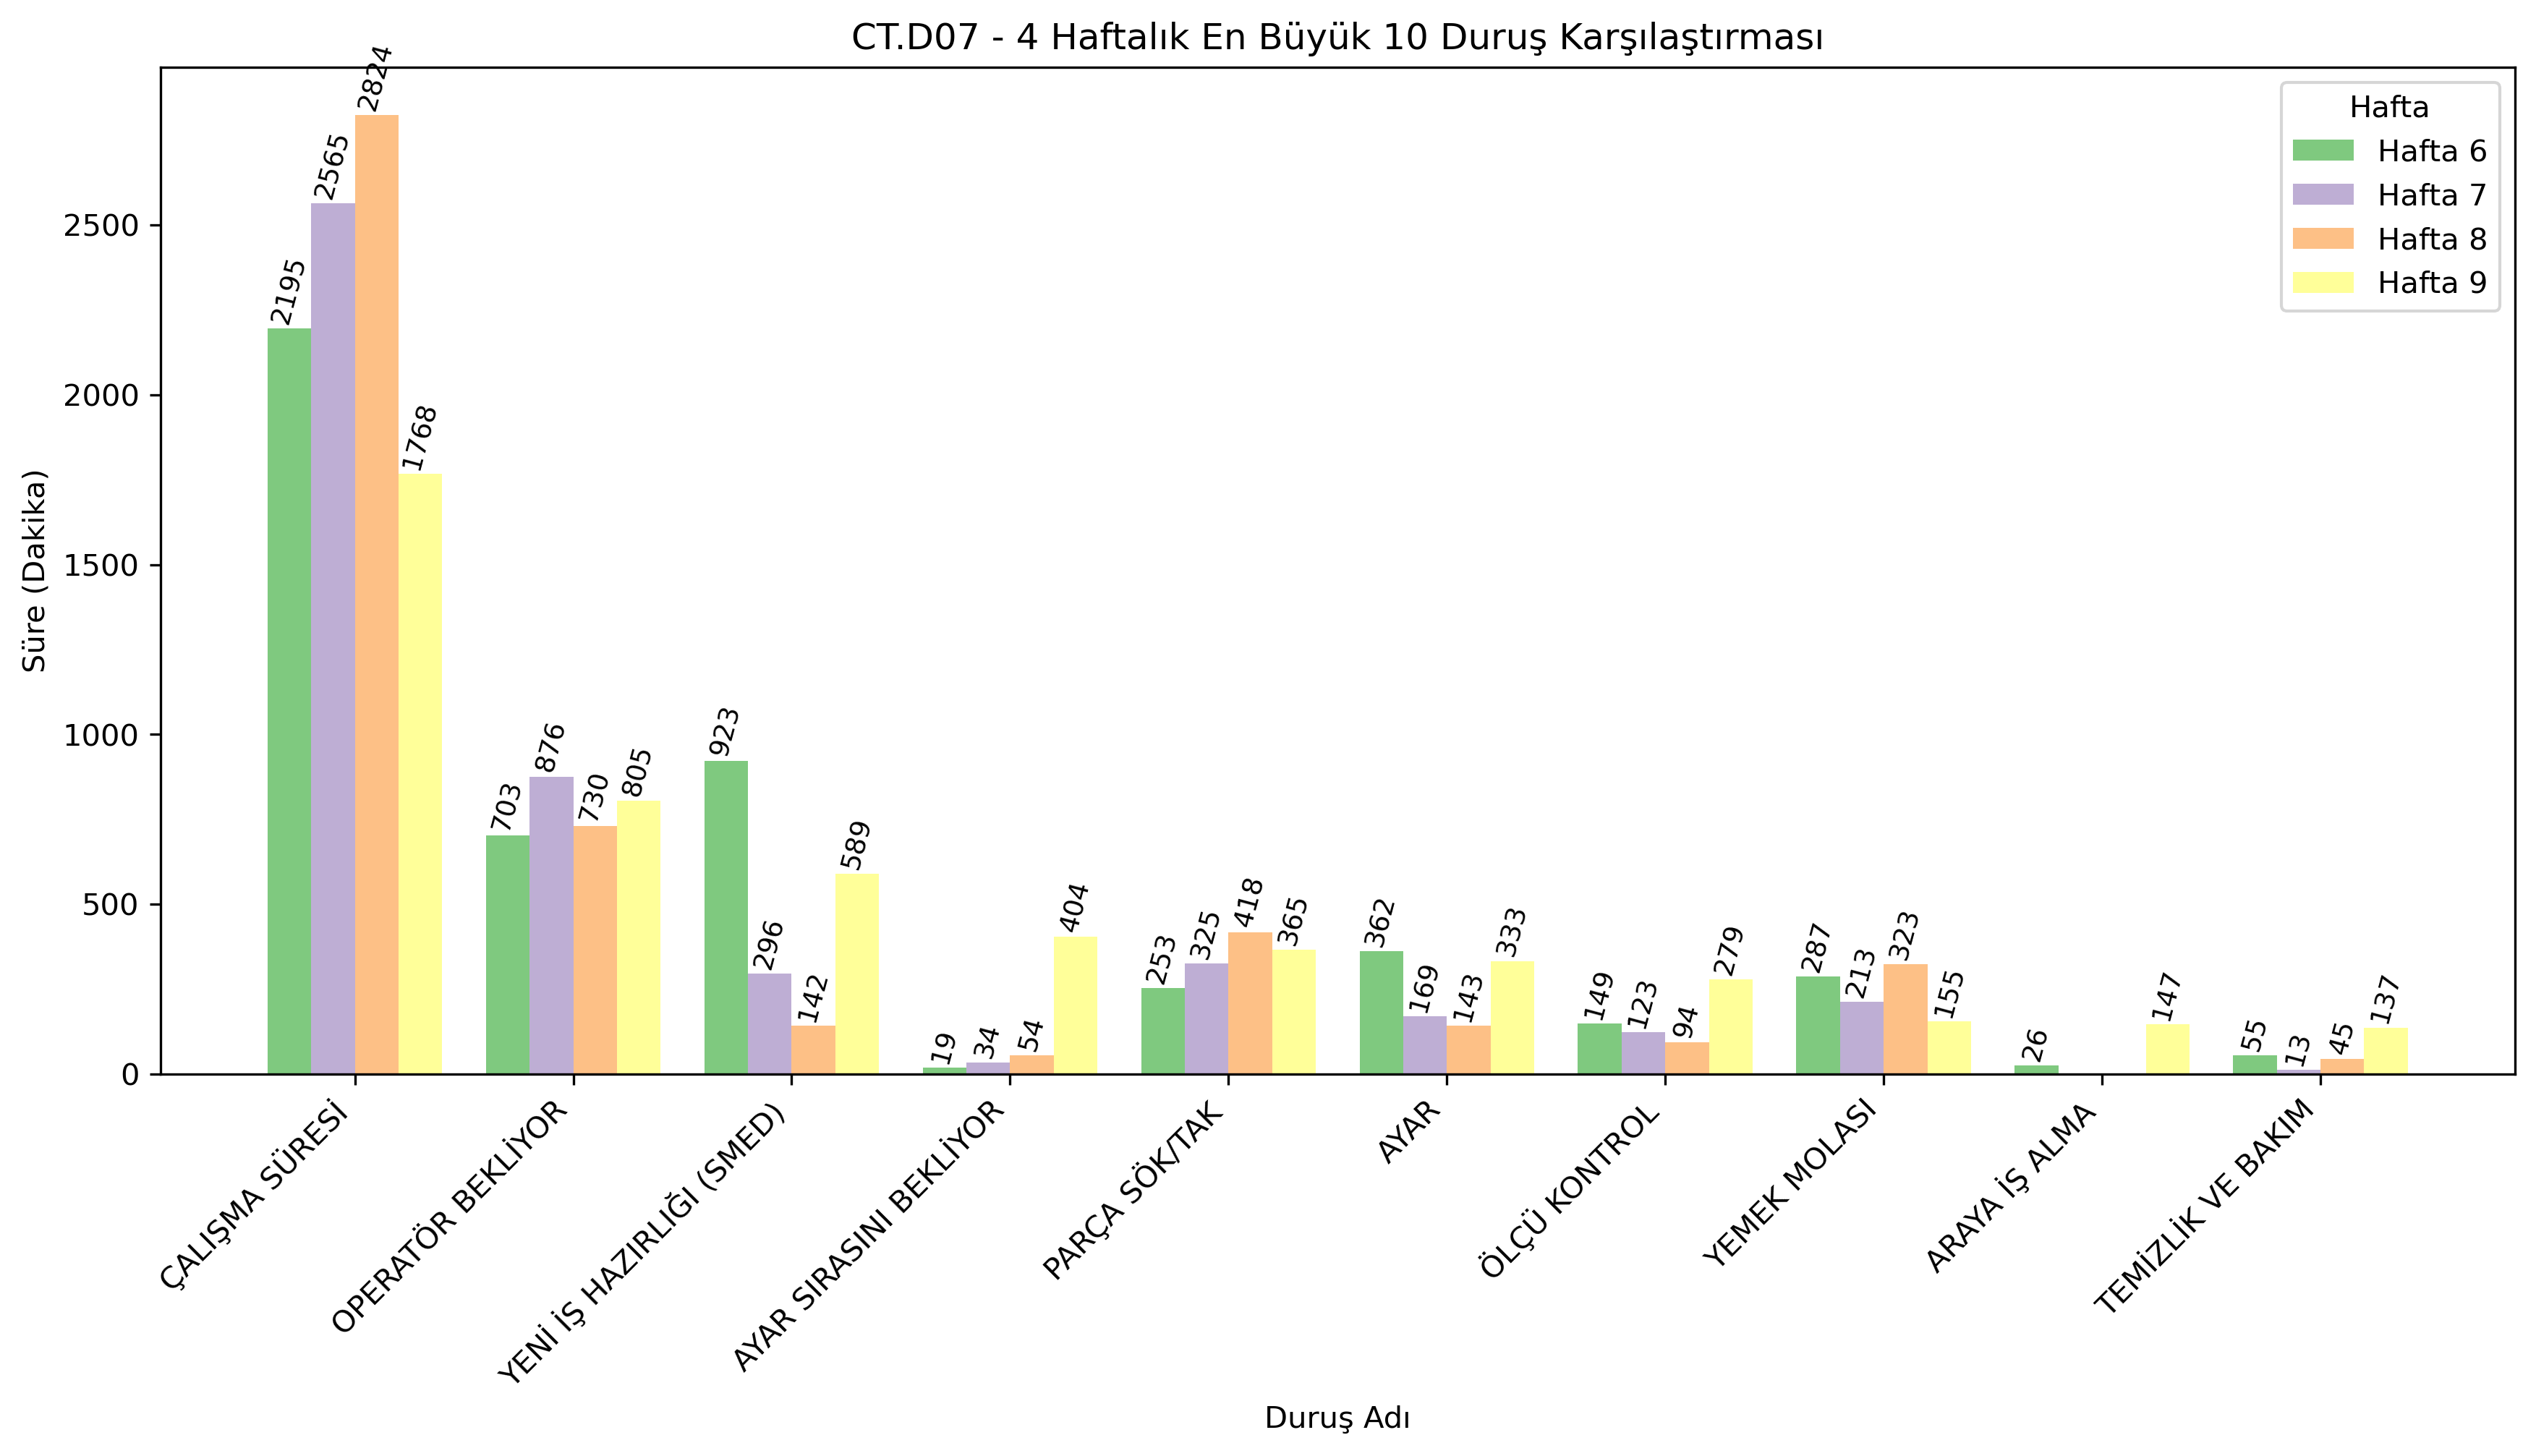 CT.D07 - 4 Haftalık En Büyük 10 Duruş Karşılaştırması
Hafta
Hafta 6
Hafta 7
Hafta 8
Hafta 9
Süre (Dakika)
2500
2000
1500
1000
500
0
2195
2565
2824
1768
703
876
730
805
923
296
142
589
19
34
54
404
253
325
418
365
362
169
143
333
149
123
94
279
287
213
323
155
26
147
55
13
45
137
ÇALIŞMA SÜRESİ
OPERATÖR BEKLİYOR
YENİ İŞ HAZIRLIĞI (SMED)
AYAR SIRASINI BEKLİYOR
PARÇA SÖK/TAK
AYAR
ÖLÇÜ KONTROL
YEMEK MOLASI
ARAYA İŞ ALMA
TEMİZLİK VE BAKIM
Duruş Adı